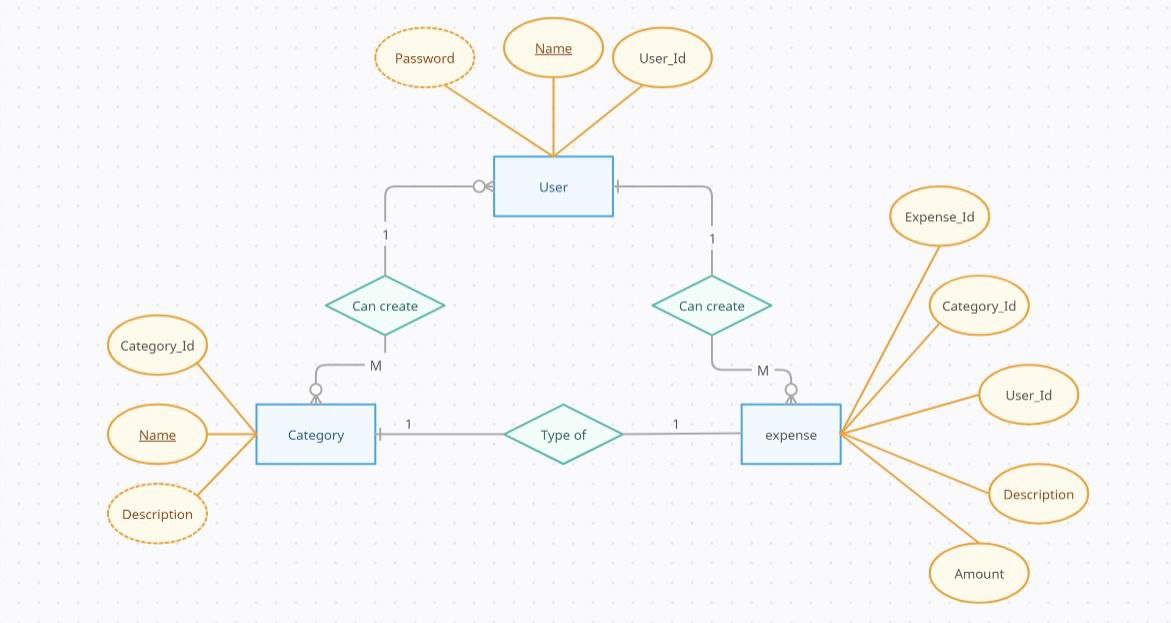 Password
Name
User_Id
User
1
1
Can create
Can create
Expense_Id
Category_Id
User_Id
Description
Amount
Category_Id
Name
Description
M
M
Category
1
Type of
1
expense